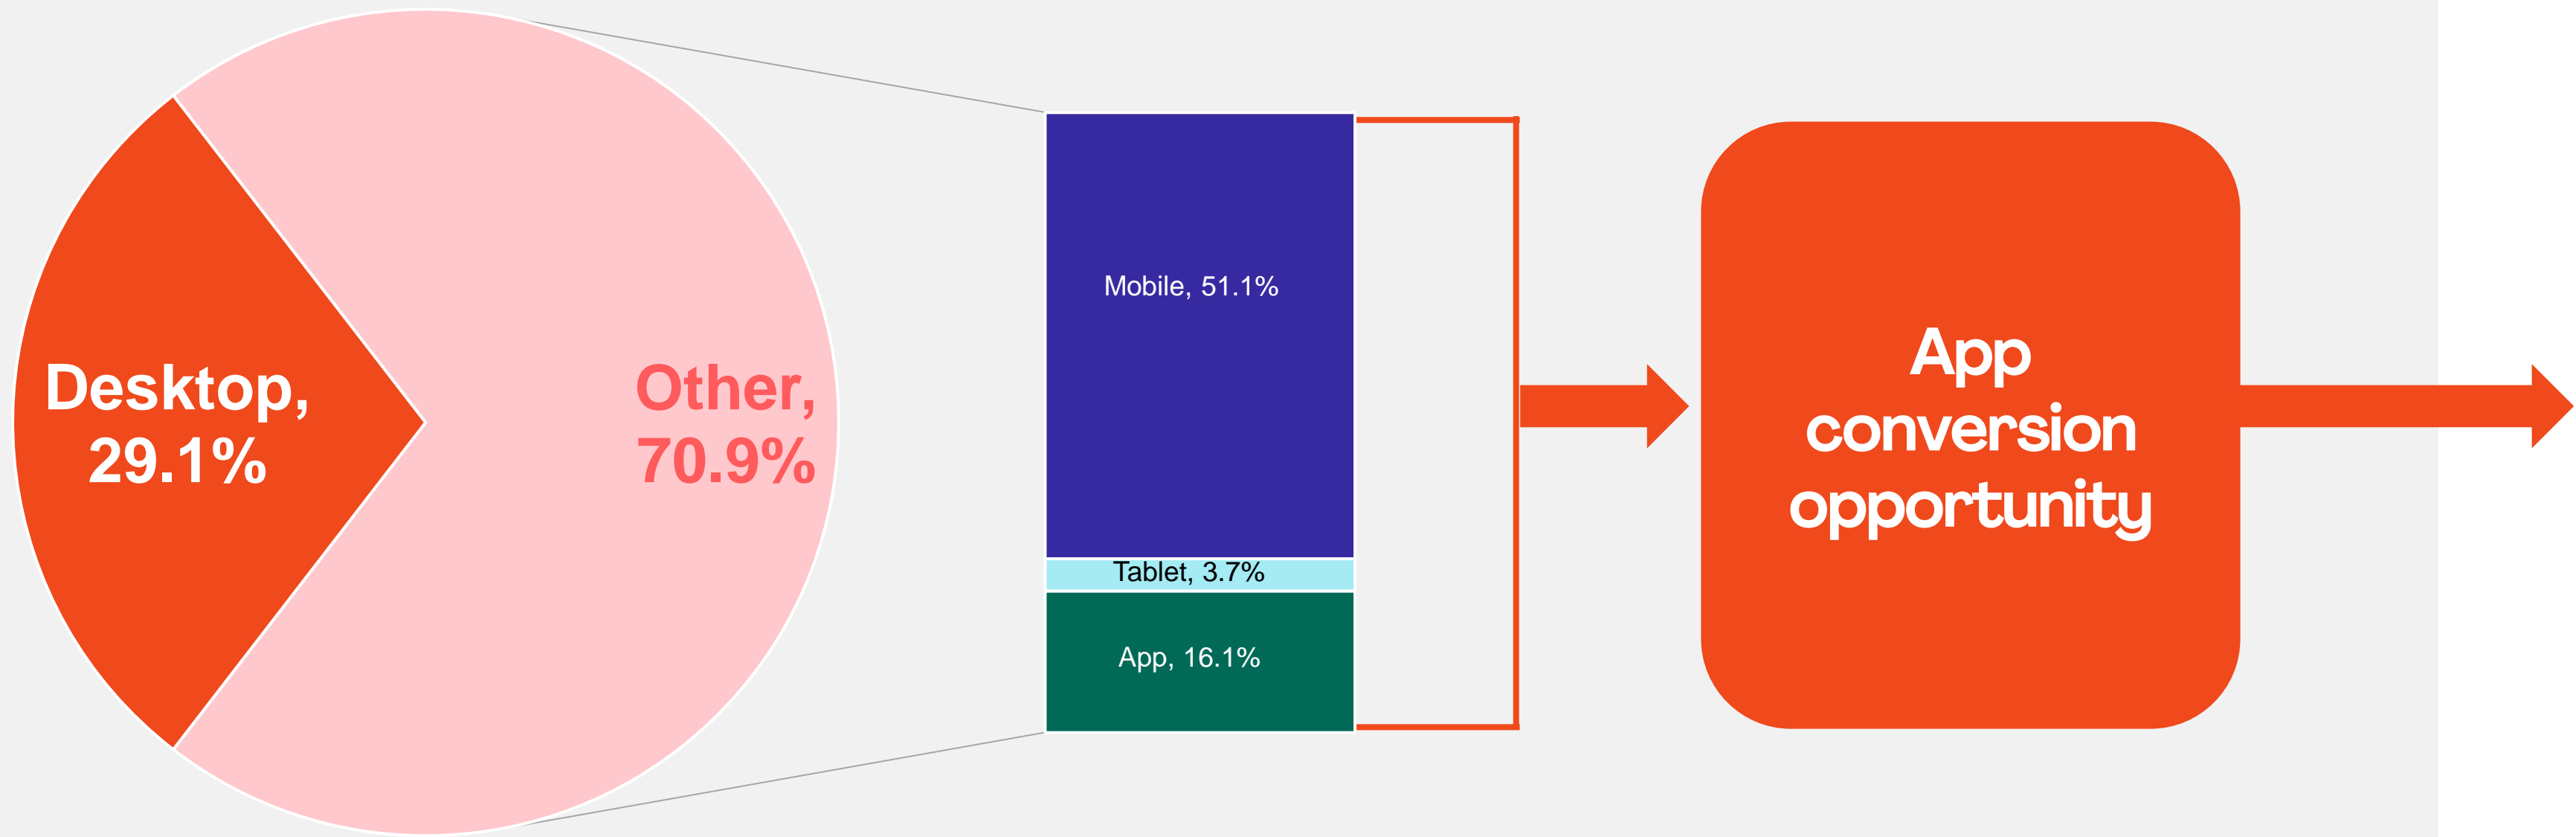 Desktop,
29.1%
Other,
70.9%
Mobile, 51.1%
Tablet, 3.7%
App, 16.1%
App
conversion
opportunity